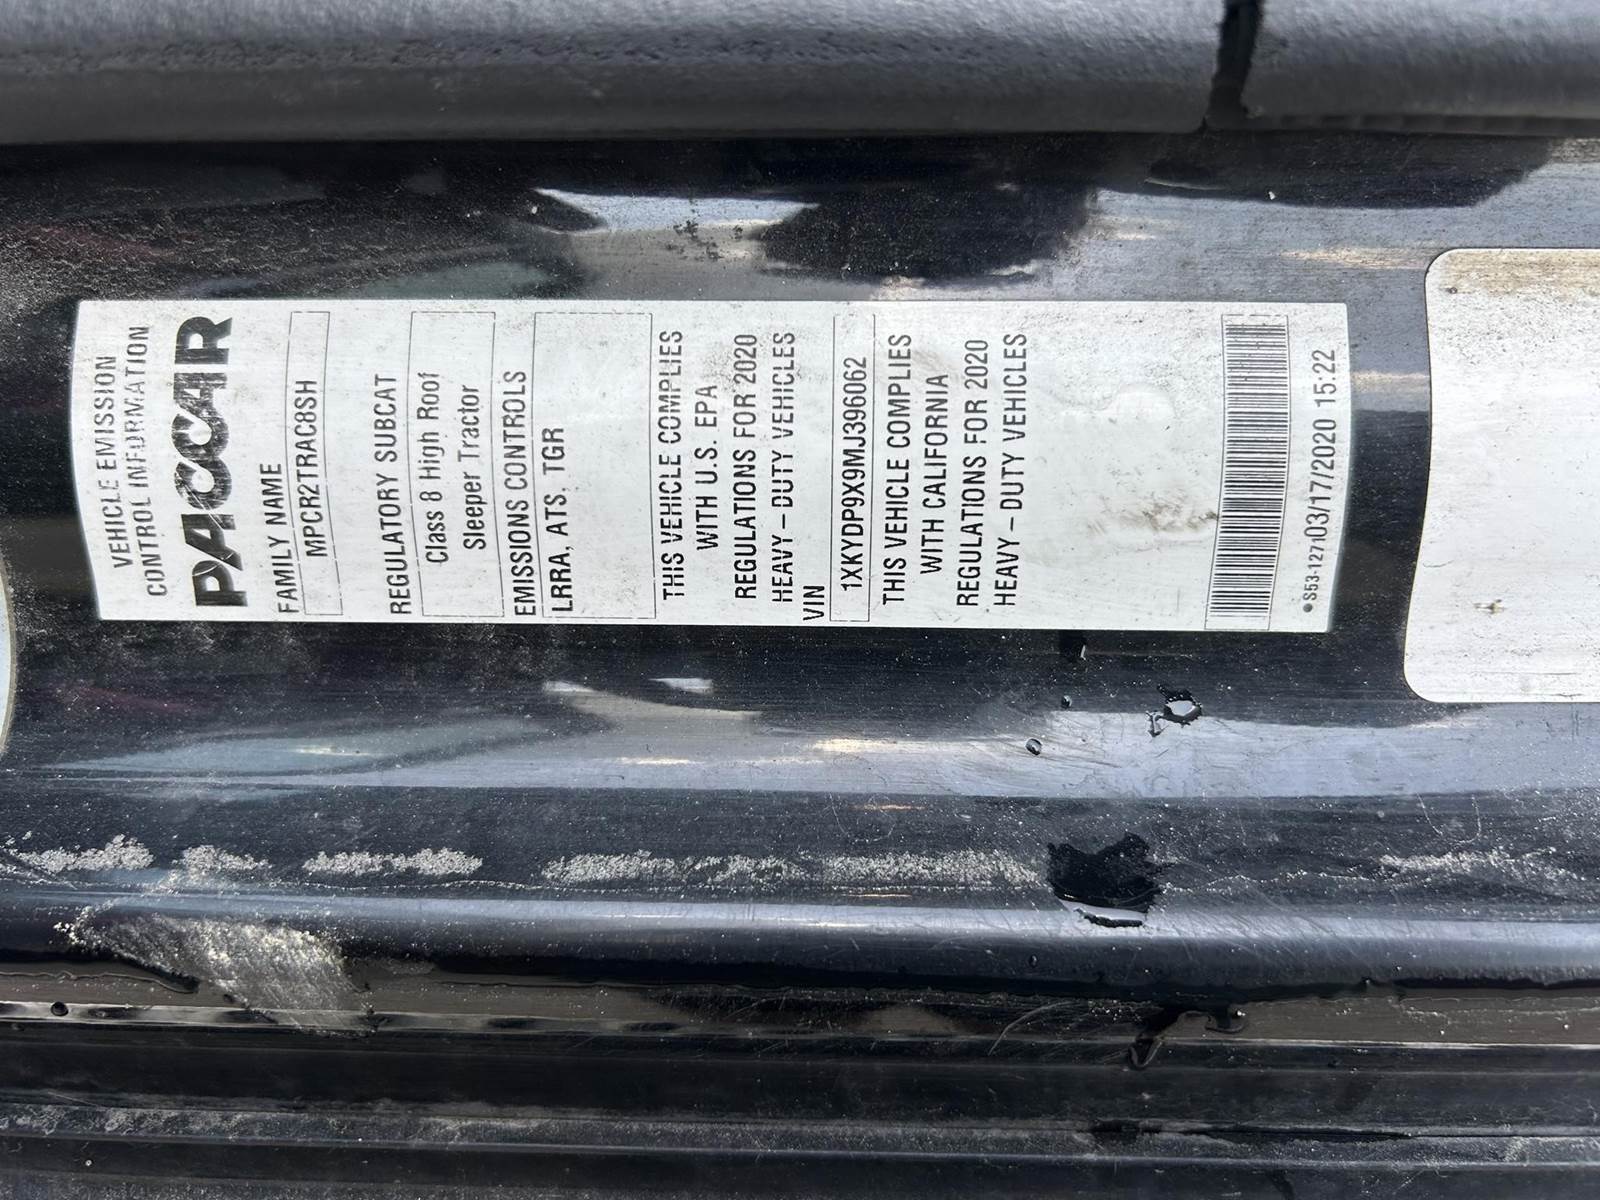 VEHICLE EMISSION
CONTROL INFORMATION
PACCAR
FAMILY NAME
MPCR2TRAC8SH
REGULATORY SUBCAT
Class 8 High Roof
Sleeper Tractor
EMISSIONS CONTROLS
LRRA, ATS, TGR
THIS VEHICLE COMPLIES
WITH U.S. EPA
REGULATIONS FOR 2020
HEAVY-DUTY VEHICLES
VIN
1XKYDP9X9MJ396062
THIS VEHICLE COMPLIES
WITH CALIFORNIA
REGULATIONS FOR 2020
HEAVY-DUTY VEHICLES
S53-1271 03/17/2020 15:22